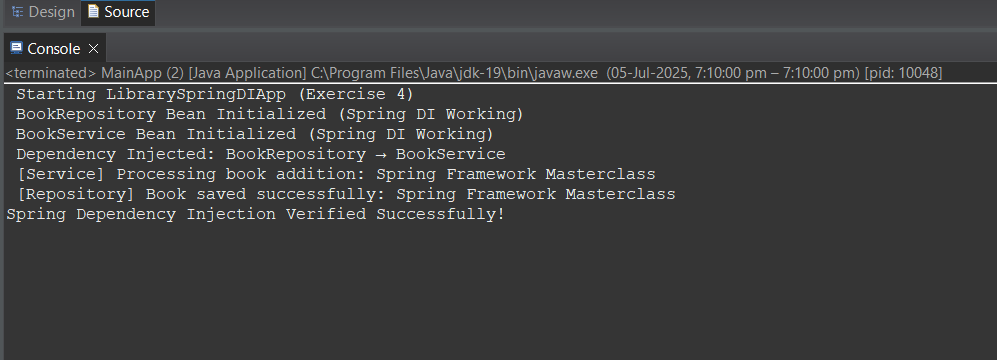 Design Source
Console
<terminated> MainApp (2) [Java Application] C:\Program Files\Java\jdk-19\bin\javaw.exe (05-Jul-2025, 7:10:00 pm – 7:10:00 pm) [pid: 10048]
Starting LibrarySpringDIApp (Exercise 4)
BookRepository Bean Initialized (Spring DI Working)
BookService Bean Initialized (Spring DI Working)
Dependency Injected: BookRepository → BookService
[Service] Processing book addition: Spring Framework Masterclass
[Repository] Book saved successfully: Spring Framework Masterclass
Spring Dependency Injection Verified Successfully!